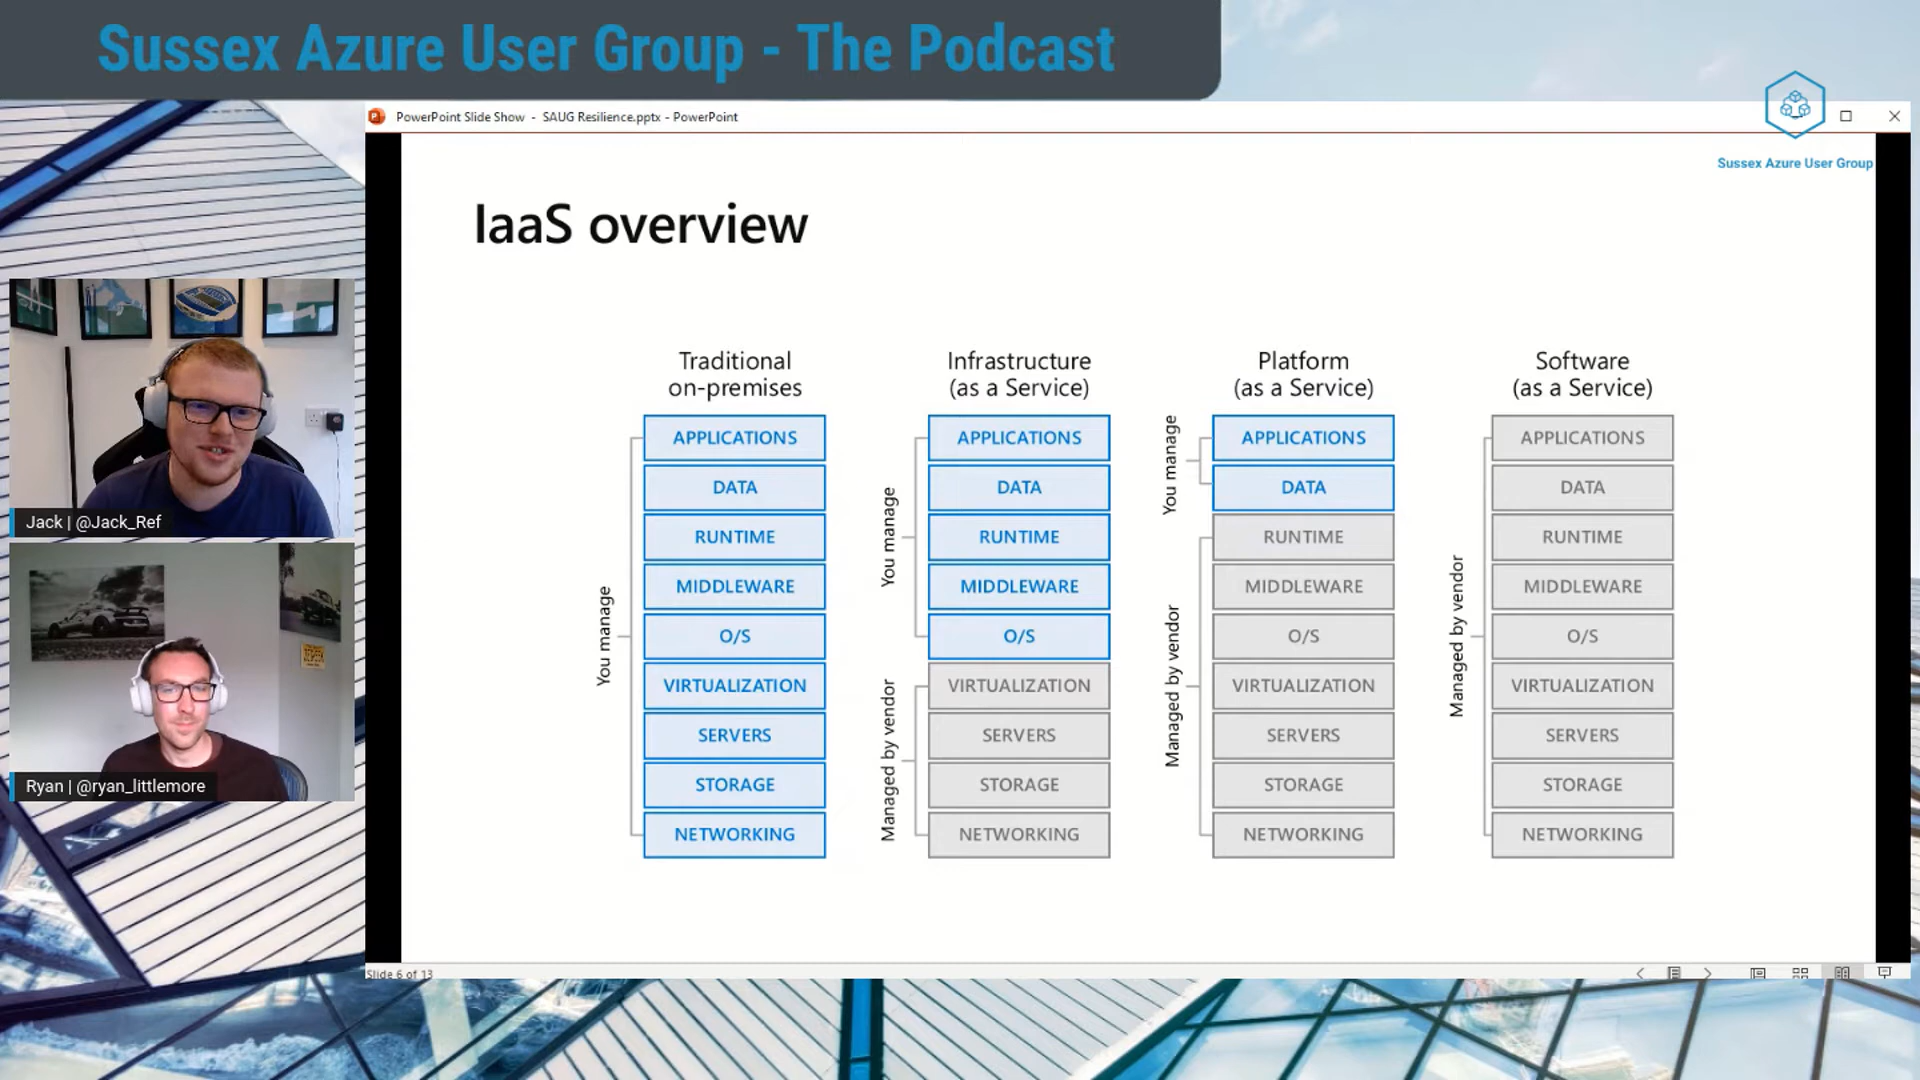 Sussex Azure User Group - The Podcast
PowerPoint Slide Show - SAUG Resilience.pptx - PowerPoint
Sussex Azure User Group
IaaS overview
Traditional
on-premises
You manage
APPLICATIONS
DATA
RUNTIME
MIDDLEWARE
O/S
VIRTUALIZATION
SERVERS
STORAGE
NETWORKING
Infrastructure
(as a Service)
You manage
APPLICATIONS
DATA
RUNTIME
MIDDLEWARE
O/S
Managed by vendor
VIRTUALIZATION
SERVERS
STORAGE
NETWORKING
Platform
(as a Service)
You manage
APPLICATIONS
DATA
Managed by vendor
RUNTIME
MIDDLEWARE
O/S
VIRTUALIZATION
SERVERS
STORAGE
NETWORKING
Software
(as a Service)
Managed by vendor
APPLICATIONS
DATA
RUNTIME
MIDDLEWARE
O/S
VIRTUALIZATION
SERVERS
STORAGE
NETWORKING
Jack | @Jack_Ref
Ryan | @ryan_littlemore
Slide 6 of 13